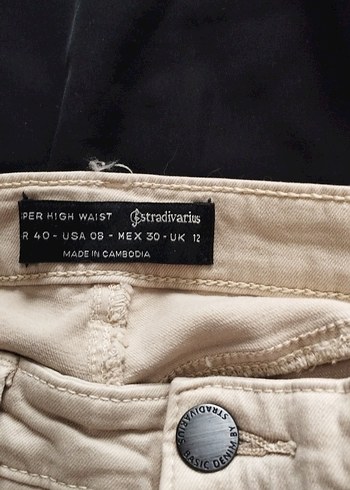 PER HIGH WAIST Stradivarius
R 40 - USA 08 - MEX 30 - UK 12
MADE IN CAMBODIA
STRADIVARIUS BASIC DENIM BY